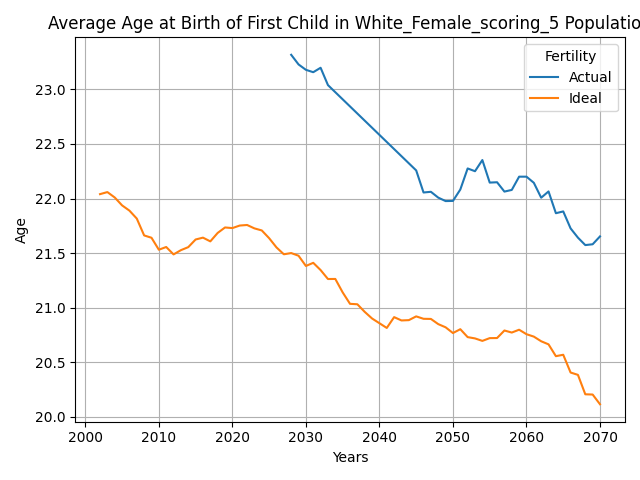 Average Age at Birth of First Child in White_Female_scoring_5 Populatio
Fertility
Actual
Ideal
23.0
22.5
22.0
21.5
21.0
20.5
20.0
Age
2000 2010 2020 2030 2040 2050 2060 2070
Years